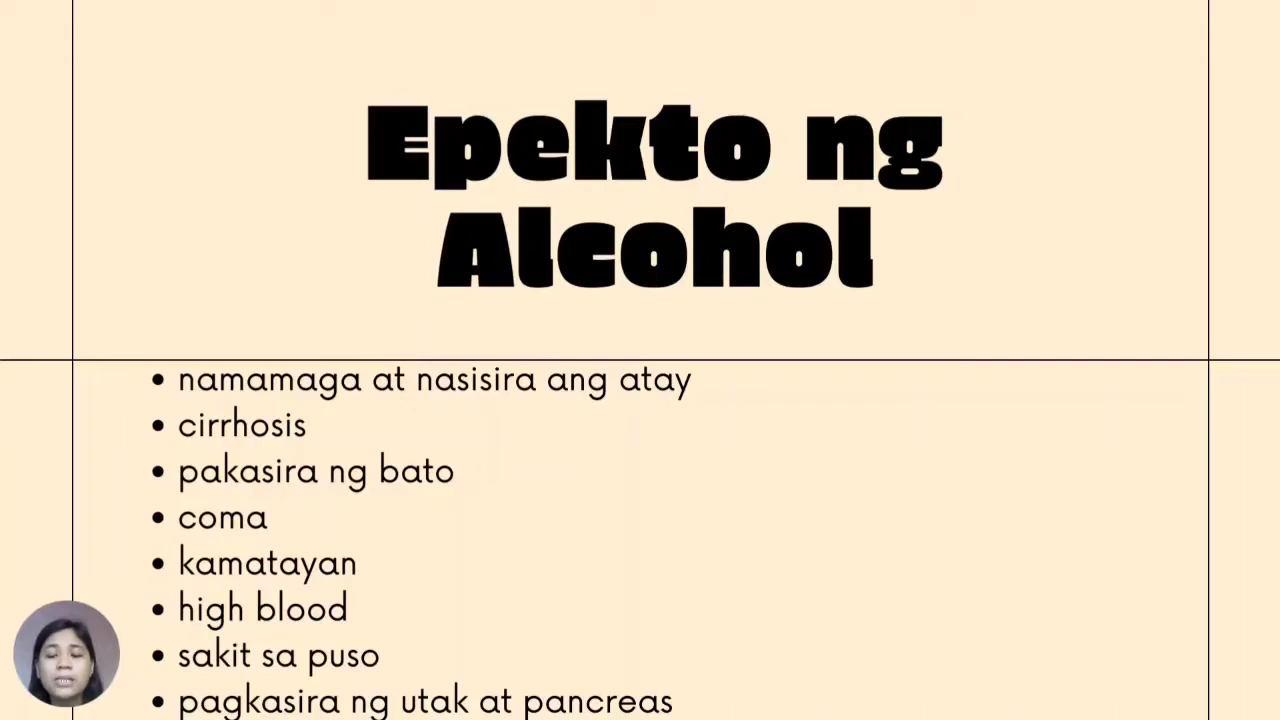 Epekto ng
Alcohol
• namamaga at nasisira ang atay
• cirrhosis
• pakasira ng bato
• coma
• kamatayan
• high blood
• sakit sa puso
• pagkasira ng utak at pancreas